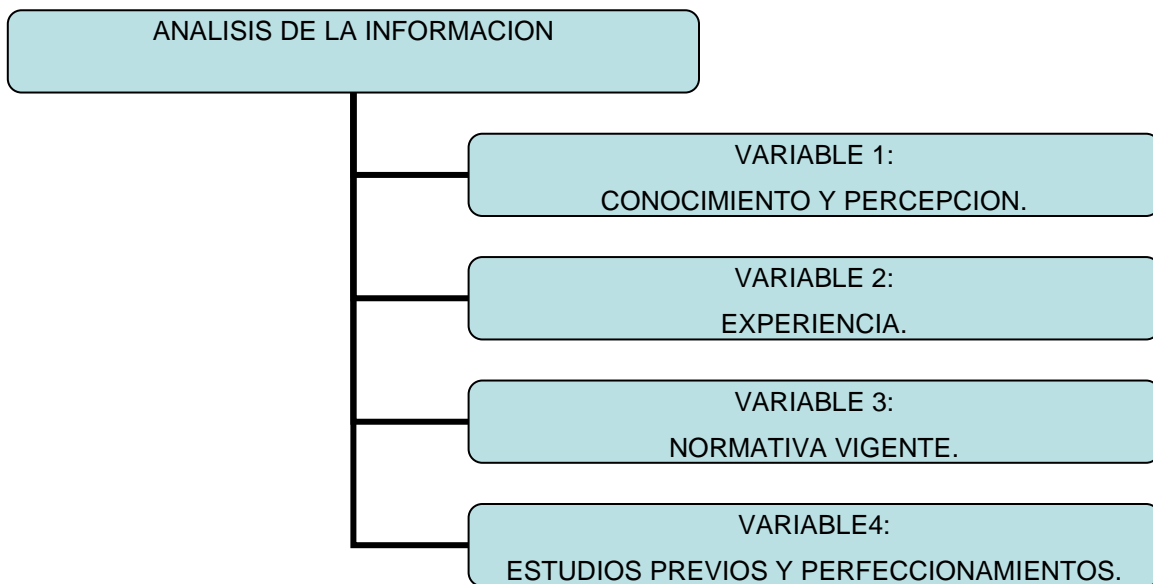 ANALISIS DE LA INFORMACION
VARIABLE 1:
CONOCIMIENTO Y PERCEPCION.
VARIABLE 2:
EXPERIENCIA.
VARIABLE 3:
NORMATIVA VIGENTE.
VARIABLE4:
ESTUDIOS PREVIOS Y PERFECCIONAMIENTOS.